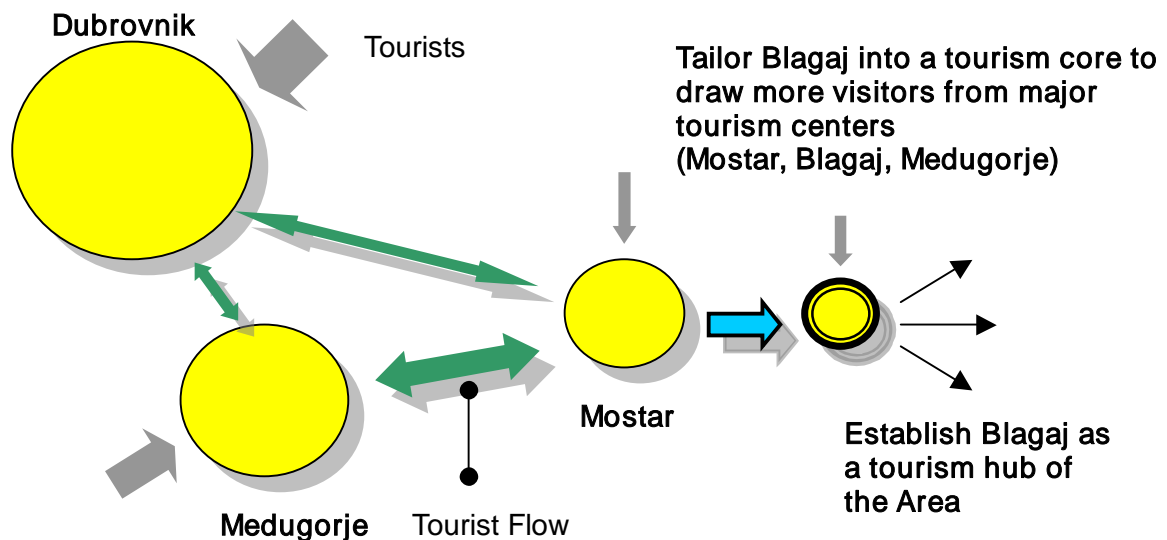 Dubrovnik
Tourists
Tailor Blagaj into a tourism core to
draw more visitors from major
tourism centers
(Mostar, Blagaj, Medugorje)
Mostar
Establish Blagaj as
a tourism hub of
the Area
Medugorje
Tourist Flow